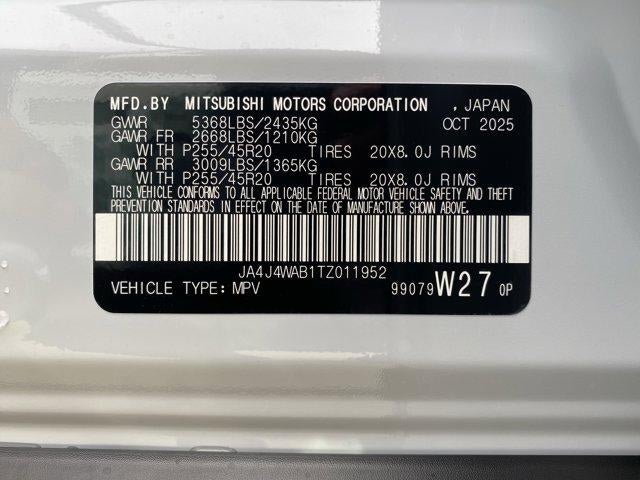 MFD.BY MITSUBISHI MOTORS CORPORATION , JAPAN
GVWR 5368LBS/2435KG OCT 2025
GAWR FR 2668LBS/1210KG
WITH P255/45R20 TIRES 20X8.0J RIMS
GAWR RR 3009LBS/1365KG
WITH P255/45R20 TIRES 20X8.0J RIMS
THIS VEHICLE CONFORMS TO ALL APPLICABLE FEDERAL MOTOR VEHICLE SAFETY AND THEFT
PREVENTION STANDARDS IN EFFECT ON THE DATE OF MANUFACTURE SHOWN ABOVE.
JA4J4WAB1TZ011952
VEHICLE TYPE: MPV 99079 W27 0P